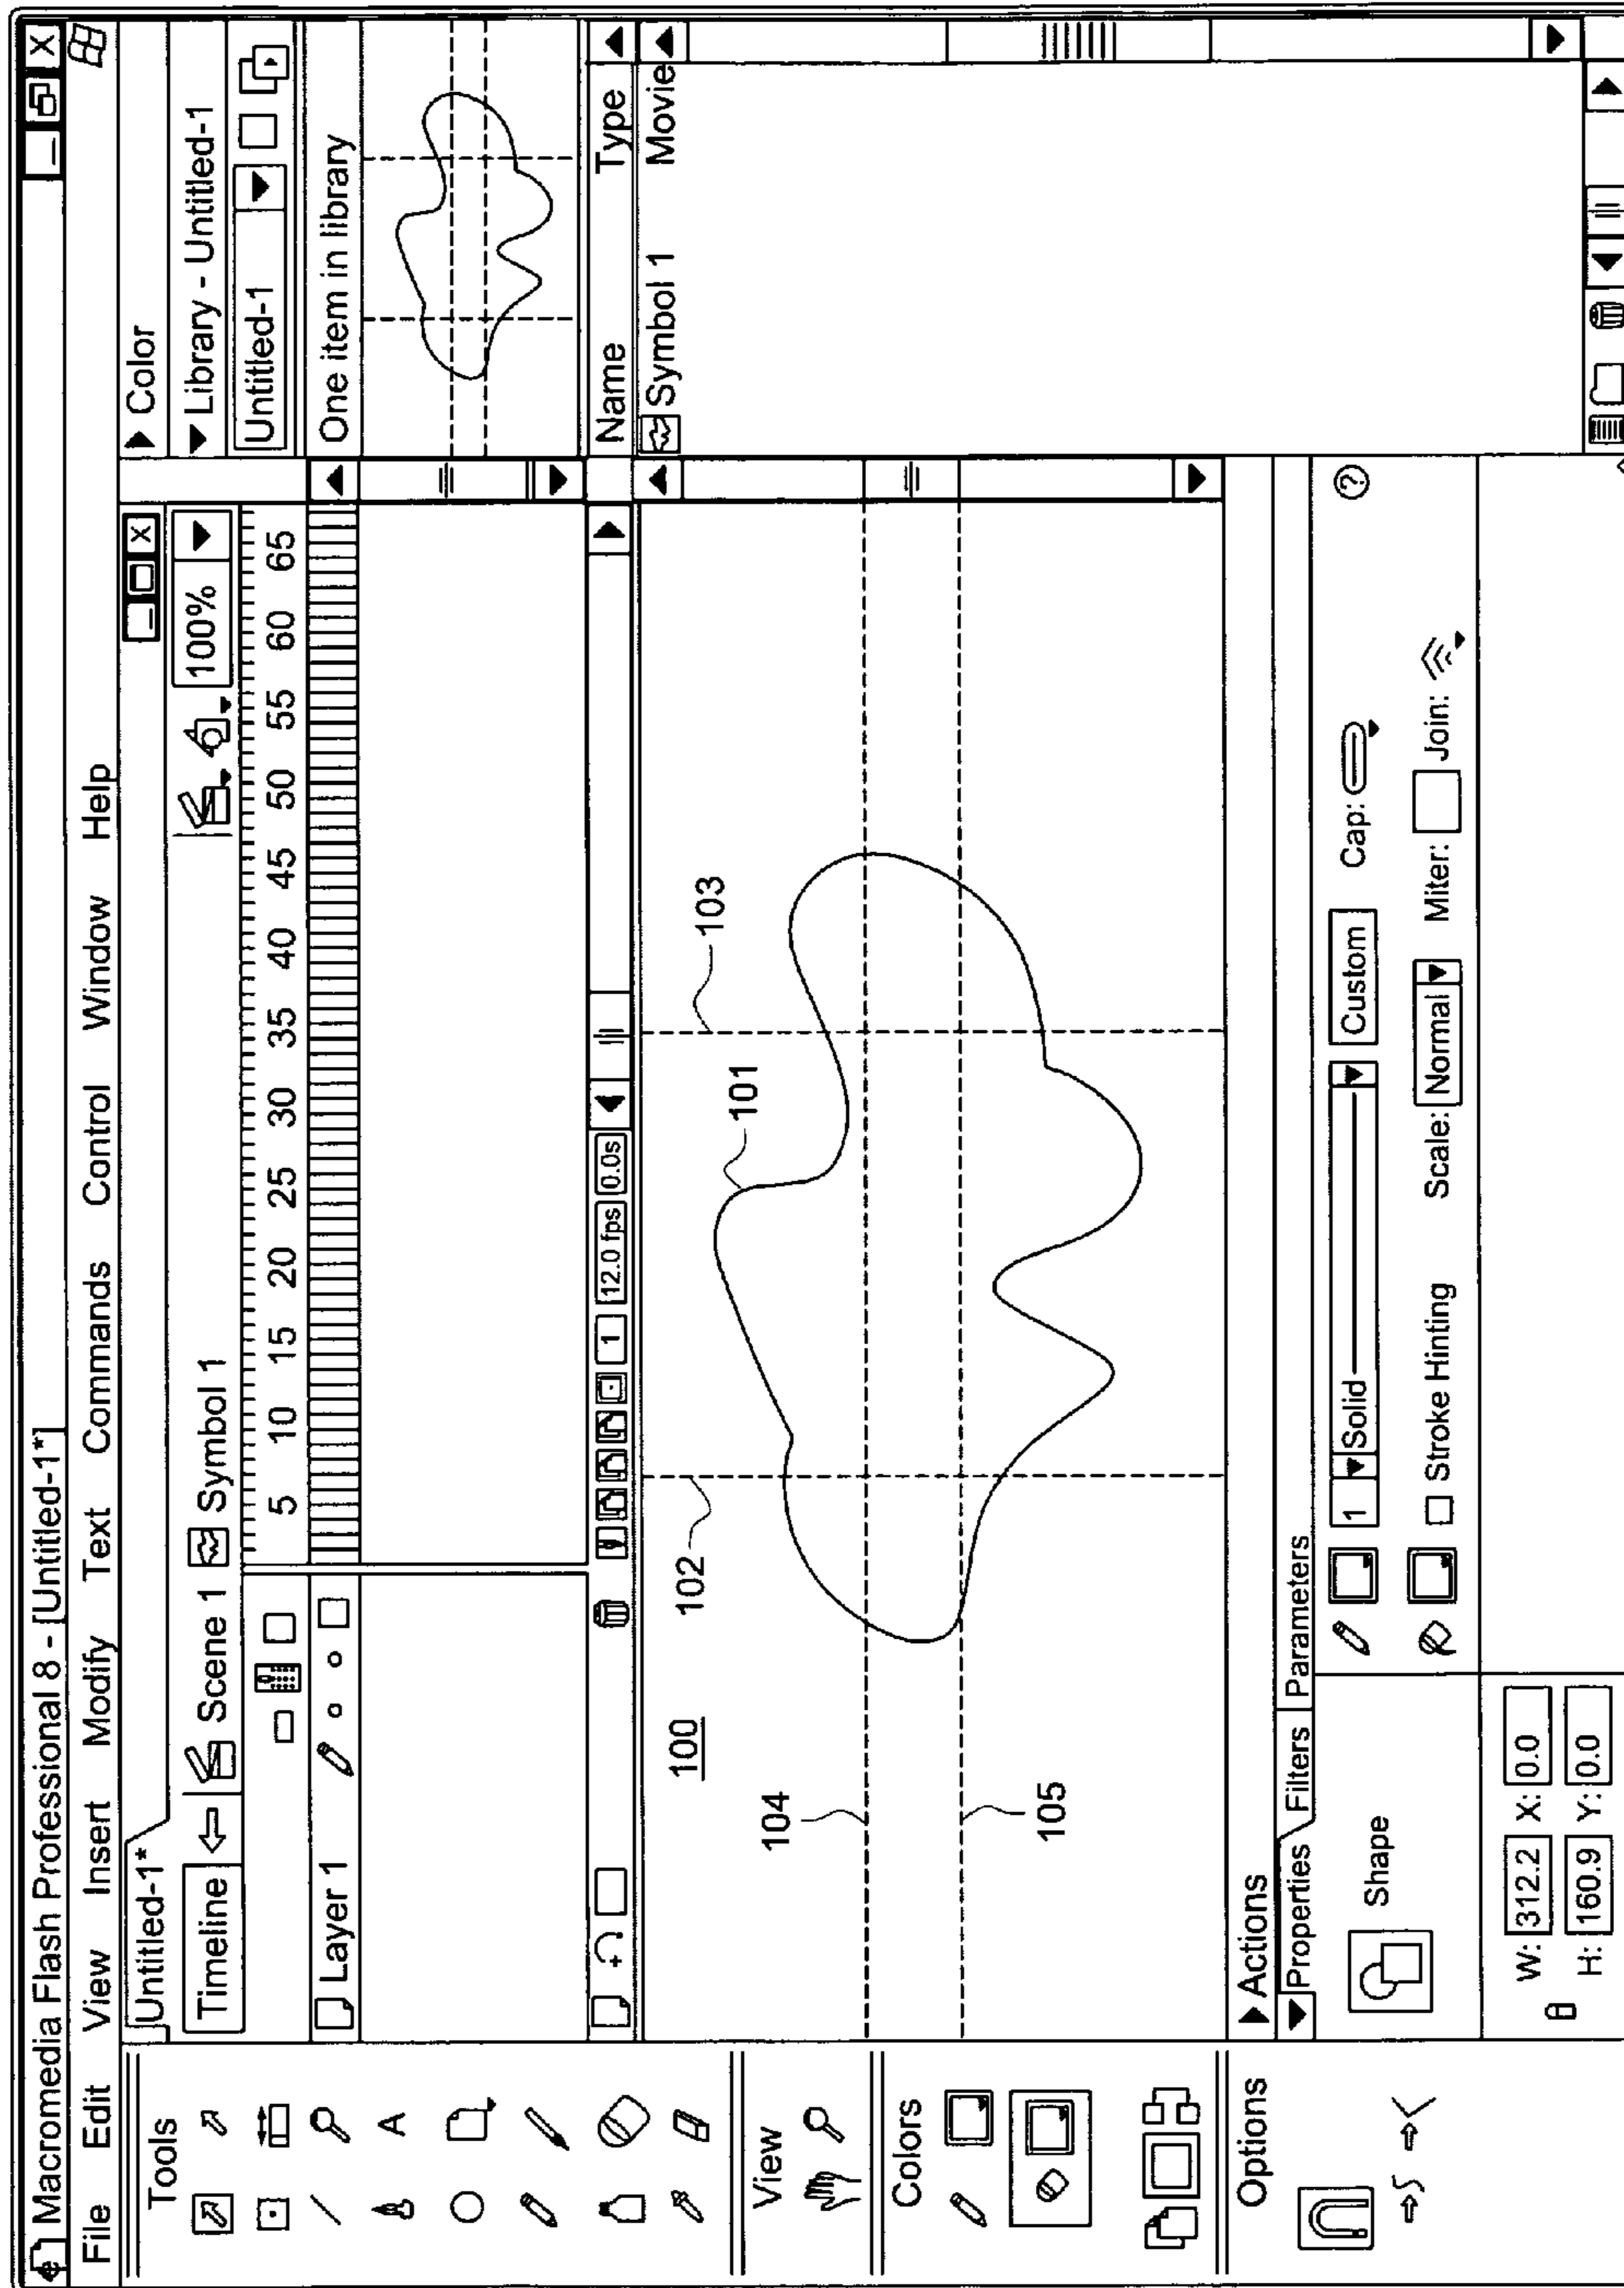 Macromedia Flash Professional 8 - [Untitled-1*]
File Edit View Insert Modify Text Commands Control Window Help
Tools
A
View
Colors
Options
Untitled-1*
Timeline
Scene 1
Symbol 1
100%
5 10 15 20 25 30 35 40 45 50 55 60 65
Layer 1
1 12.0 fps 0.0s
100
101
102
103
104
105
Actions
Properties Filters Parameters
Shape
1 Solid Custom Cap:
Stroke Hinting Scale: Normal Miter: Join:
W: 312.2 X: 0.0
H: 160.9 Y: 0.0
?
Color
Library - Untitled-1
Untitled-1
One item in library
Name Type
Symbol 1 Movie